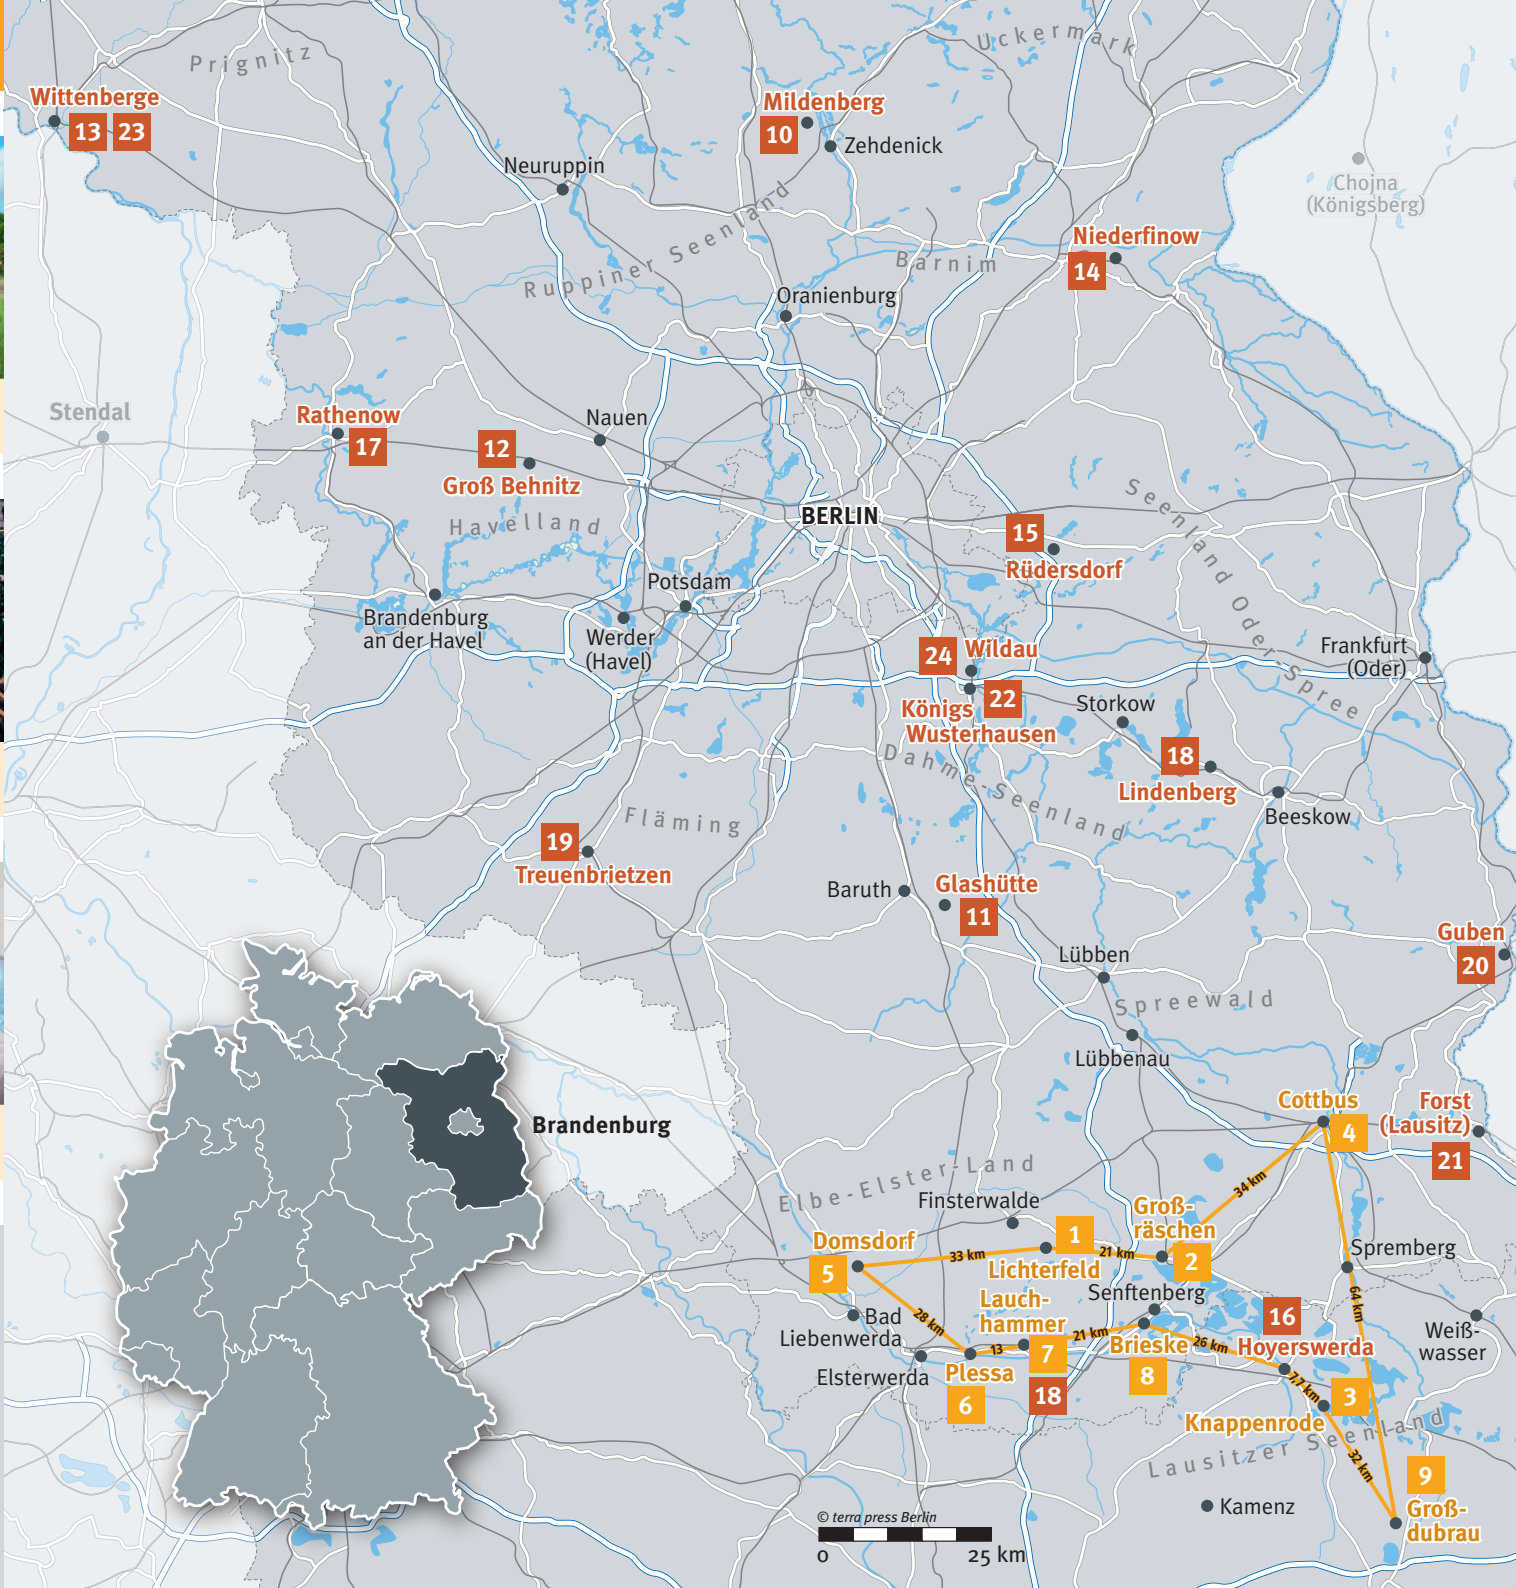 Prignitz
Uckermark
Wittenberge
13 23
Mildenberg
10
Zehdenick
Neuruppin
Chojna
(Königsberg)
Ruppiner Seenland
Niederfinow
14
Barnim
Oranienburg
Stendal
Rathenow
17
Nauen
12
Groß Behnitz
Havelland
BERLIN
Seenland Oder-Spree
15
Rüdersdorf
Potsdam
Brandenburg
an der Havel
Werder
(Havel)
24 Wildau
Frankfurt
(Oder)
22
Königs
Wusterhausen
Storkow
18
Lindenberg
Dahme-Seenland
Beeskow
Fläming
19
Treuenbrietzen
Baruth
Glashütte
11
Guben
20
Lübben
Spreewald
Lübbenau
Brandenburg
Cottbus
4
Forst
(Lausitz)
21
Elbe-Elster-Land
34 km
Finsterwalde
Groß-
räschen
2
1
Lichterfeld
21 km
33 km
Domsdorf
5
Spremberg
64 km
Senftenberg
Lauch-
hammer
7
18
28 km
Bad
Liebenwerda
Elsterwerda
13
Plessa
6
21 km
Brieske
8
26 km
16
Hoyerswerda
Weiß-
wasser
7,7 km
3
Knappenrode
Lausitzer Seenland
32 km
9
Groß-
dubrau
Kamenz
© terra press Berlin
0 25 km